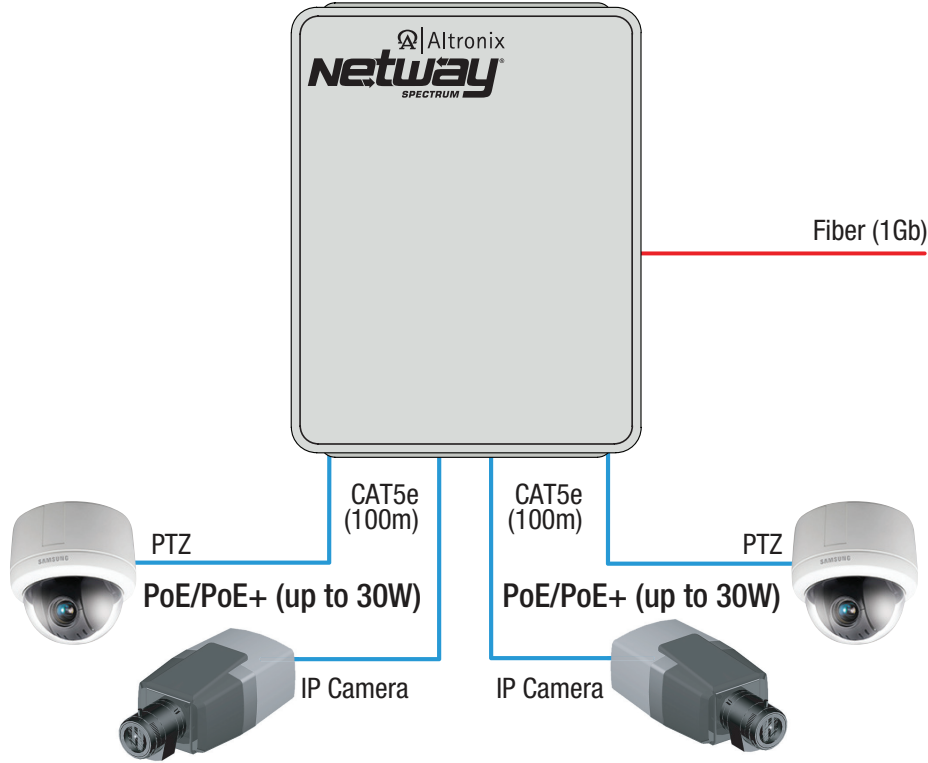 Altronix
Netway®
SPECTRUM
Fiber (1Gb)
CAT5e
(100m)
CAT5e
(100m)
PTZ
PTZ
SAMSUNG
SAMSUNG
PoE/PoE+ (up to 30W)
PoE/PoE+ (up to 30W)
IP Camera
IP Camera